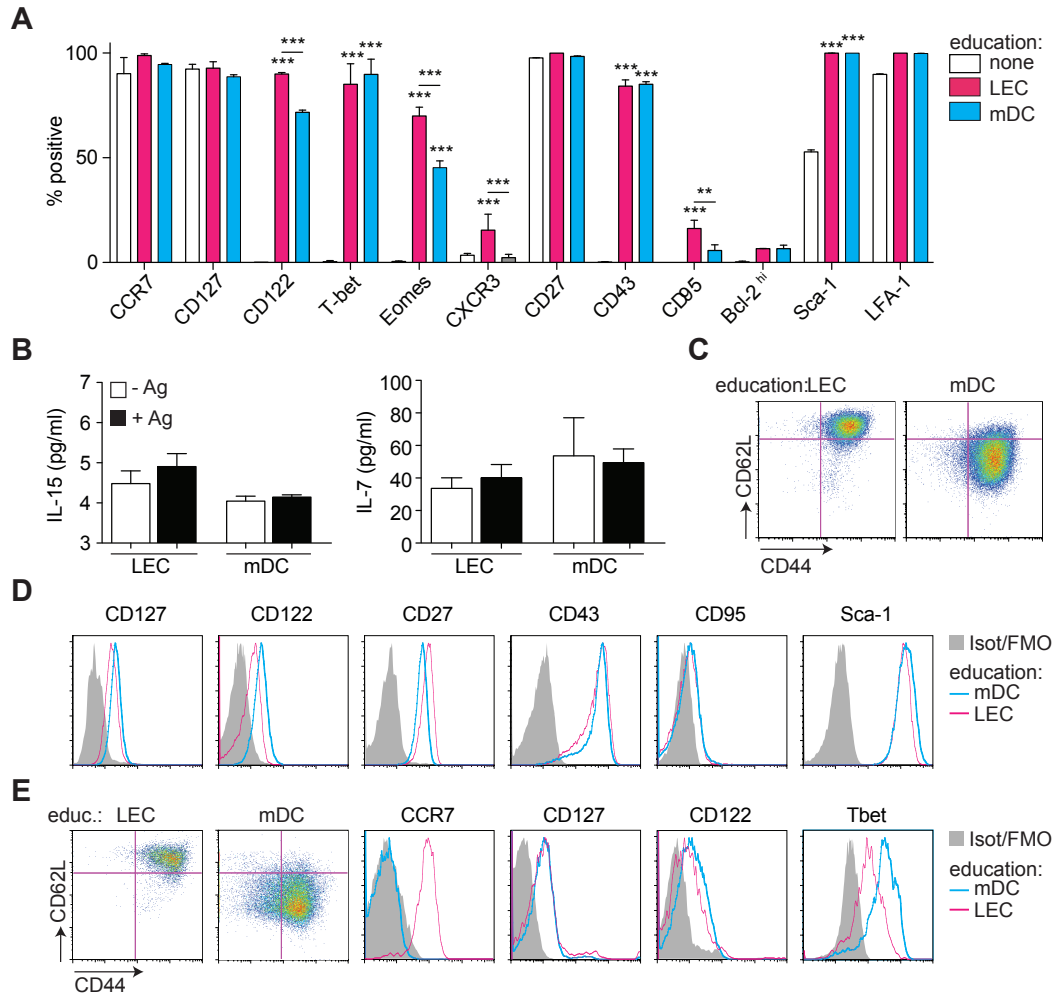 A
education:
none
LEC
mDC
% positive
100
50
0
*** *** *** *** *** *** *** *** *** *** *** *** *** ** *** ***
CCR7
CD127
CD122
T-bet
Eomes
CXCR3
CD27
CD43
CD95
Bcl-2 hi
Sca-1
LFA-1
B
- Ag
+ Ag
IL-15 (pg/ml)
7
6
5
4
3
LEC
mDC
IL-7 (pg/ml)
100
80
60
40
20
0
LEC
mDC
C
education:LEC
mDC
CD62L
CD44
D
CD127
CD122
CD27
CD43
CD95
Sca-1
Isot/FMO
education:
mDC
LEC
E
educ.: LEC
mDC
CCR7
CD127
CD122
Tbet
CD62L
CD44
Isot/FMO
education:
mDC
LEC